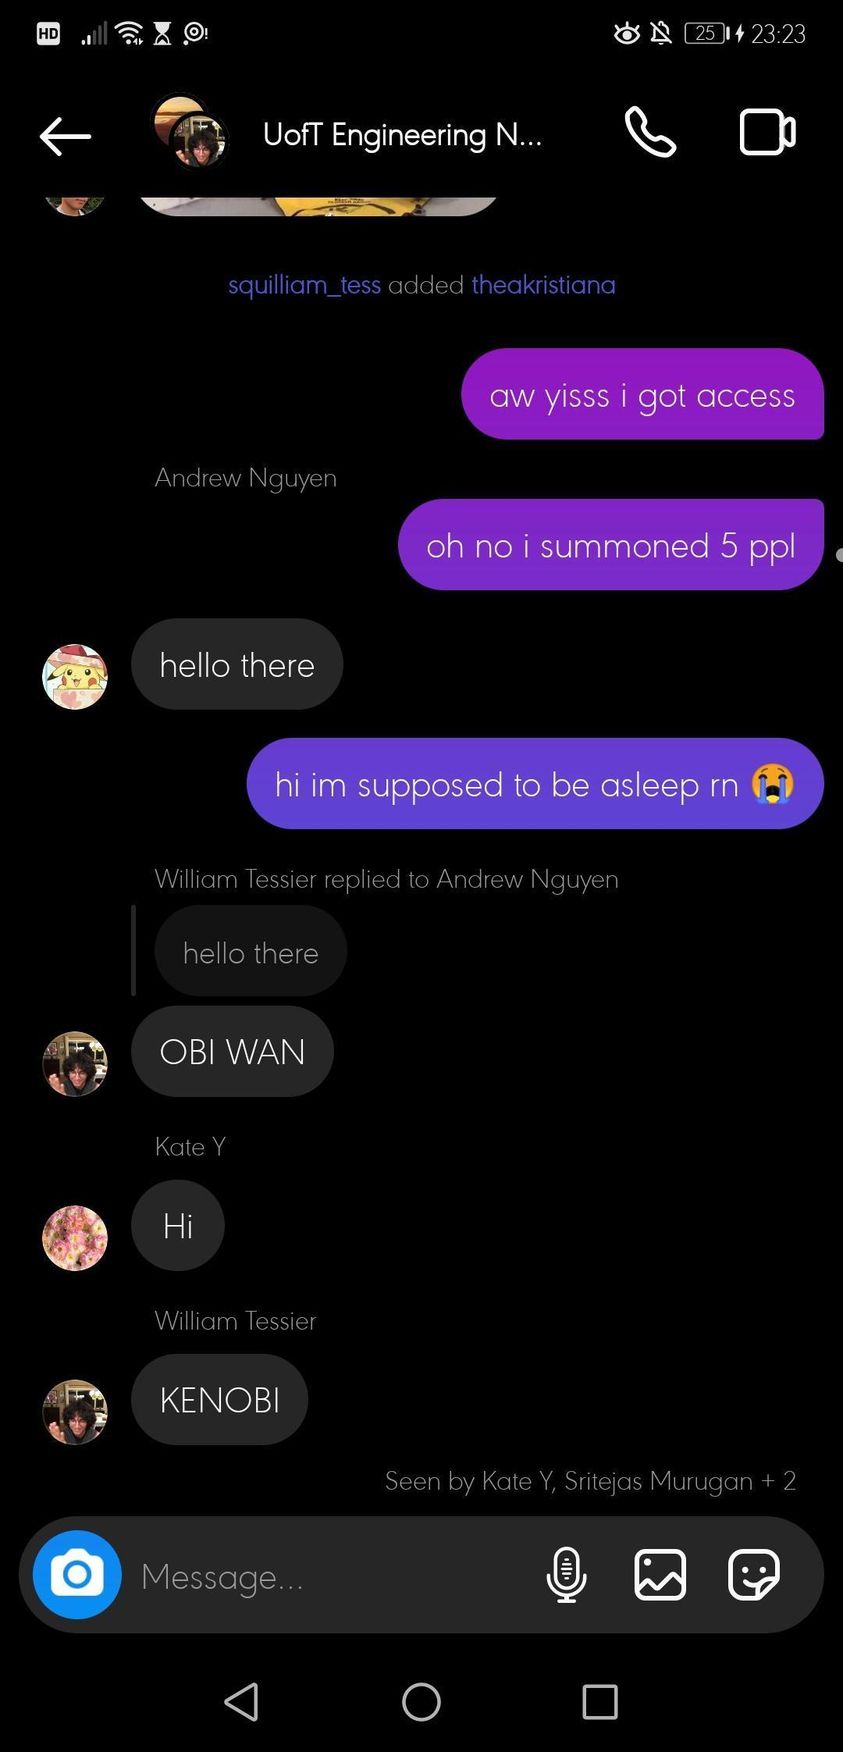 HD 25 23:23
UofT Engineering N...
squilliam_tess added theakristiana
aw yisss i got access
Andrew Nguyen
oh no i summoned 5 ppl
hello there
hi im supposed to be asleep rn 😭
William Tessier replied to Andrew Nguyen
hello there
OBI WAN
Kate Y
Hi
William Tessier
KENOBI
Seen by Kate Y, Sritejas Murugan + 2
Message...